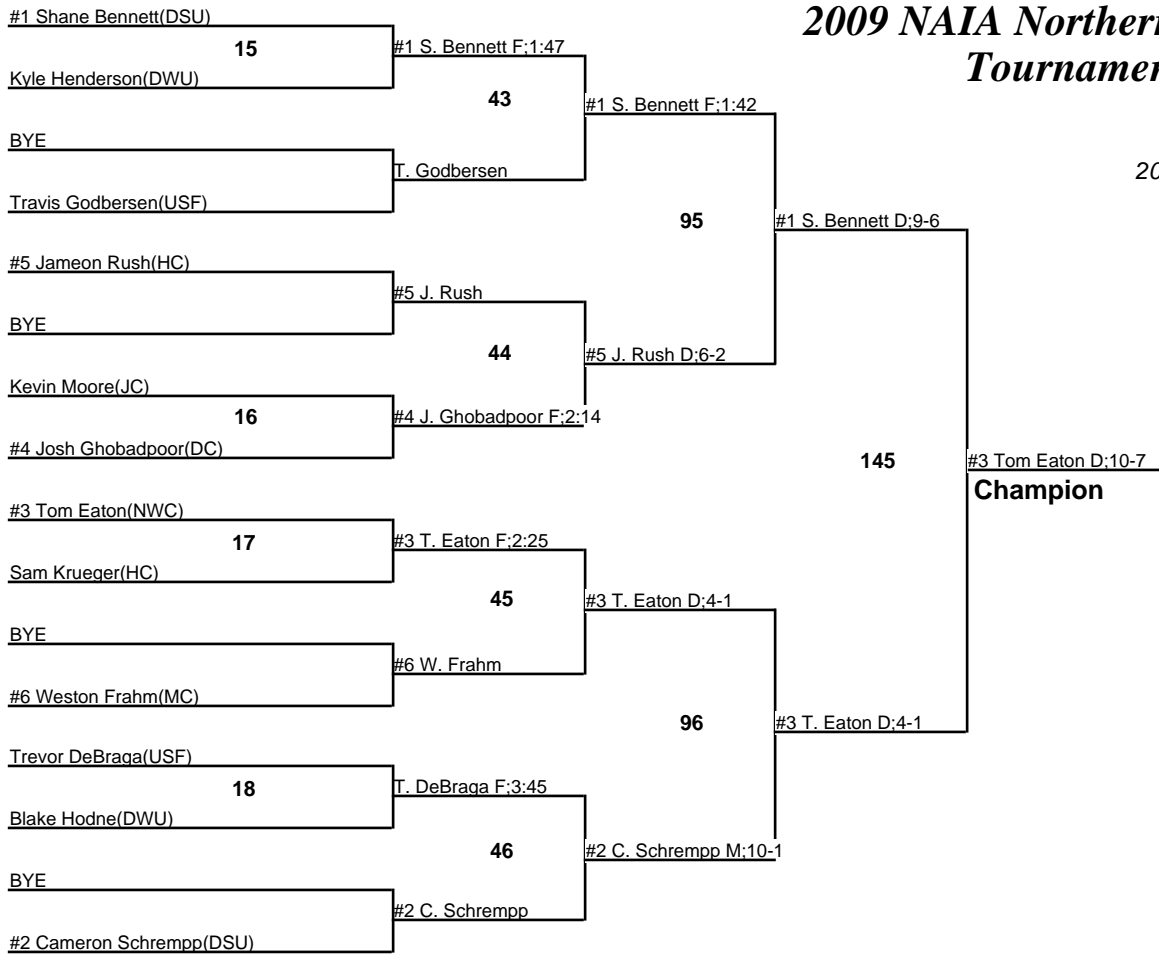 2009 NAIA Northern
Tournamen
20
#1 Shane Bennett(DSU)
15
Kyle Henderson(DWU)
BYE
Travis Godbersen(USF)
#5 Jameon Rush(HC)
BYE
Kevin Moore(JC)
16
#4 Josh Ghobadpoor(DC)
#3 Tom Eaton(NWC)
17
Sam Krueger(HC)
BYE
#6 Weston Frahm(MC)
Trevor DeBraga(USF)
18
Blake Hodne(DWU)
BYE
#2 Cameron Schrempp(DSU)
#1 S. Bennett F;1:47
43
T. Godbersen
#5 J. Rush
44
#4 J. Ghobadpoor F;2:14
#3 T. Eaton F;2:25
45
#6 W. Frahm
T. DeBraga F;3:45
46
#2 C. Schrempp
#1 S. Bennett F;1:42
95
#5 J. Rush D;6-2
#3 T. Eaton D;4-1
96
#2 C. Schrempp M;10-1
#1 S. Bennett D;9-6
145
#3 T. Eaton D;4-1
#3 Tom Eaton D;10-7
Champion